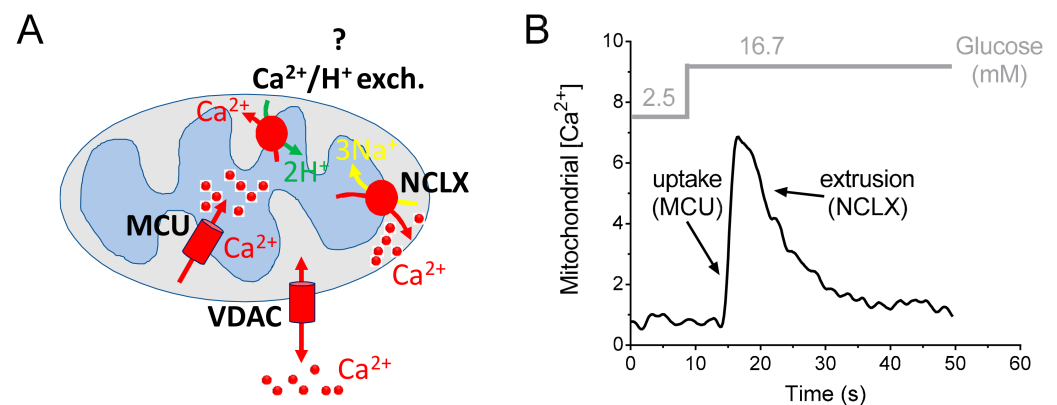 A
?
Ca²⁺/H⁺ exch.
Ca²⁺
2H⁺
3Na⁺
NCLX
MCU
Ca²⁺
Ca²⁺
VDAC
Ca²⁺
B
16.7
Glucose
(mM)
2.5
Mitochondrial [Ca²⁺]
10
8
6
4
2
0
uptake
(MCU)
extrusion
(NCLX)
0
10
20
30
40
50
60
Time (s)